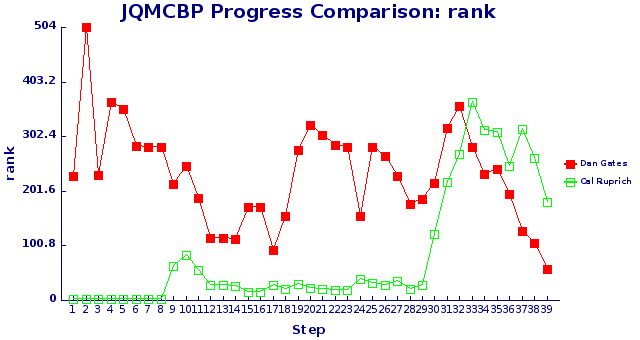 JQMCBP Progress Comparison: rank
504
403.2
302.4
201.6
100.8
0
rank
1 2 3 4 5 6 7 8 9 10 11 12 13 14 15 16 17 18 19 20 21 22 23 24 25 26 27 28 29 30 31 32 33 34 35 36 37 38 39
Step
Dan Gates
Cal Ruprich